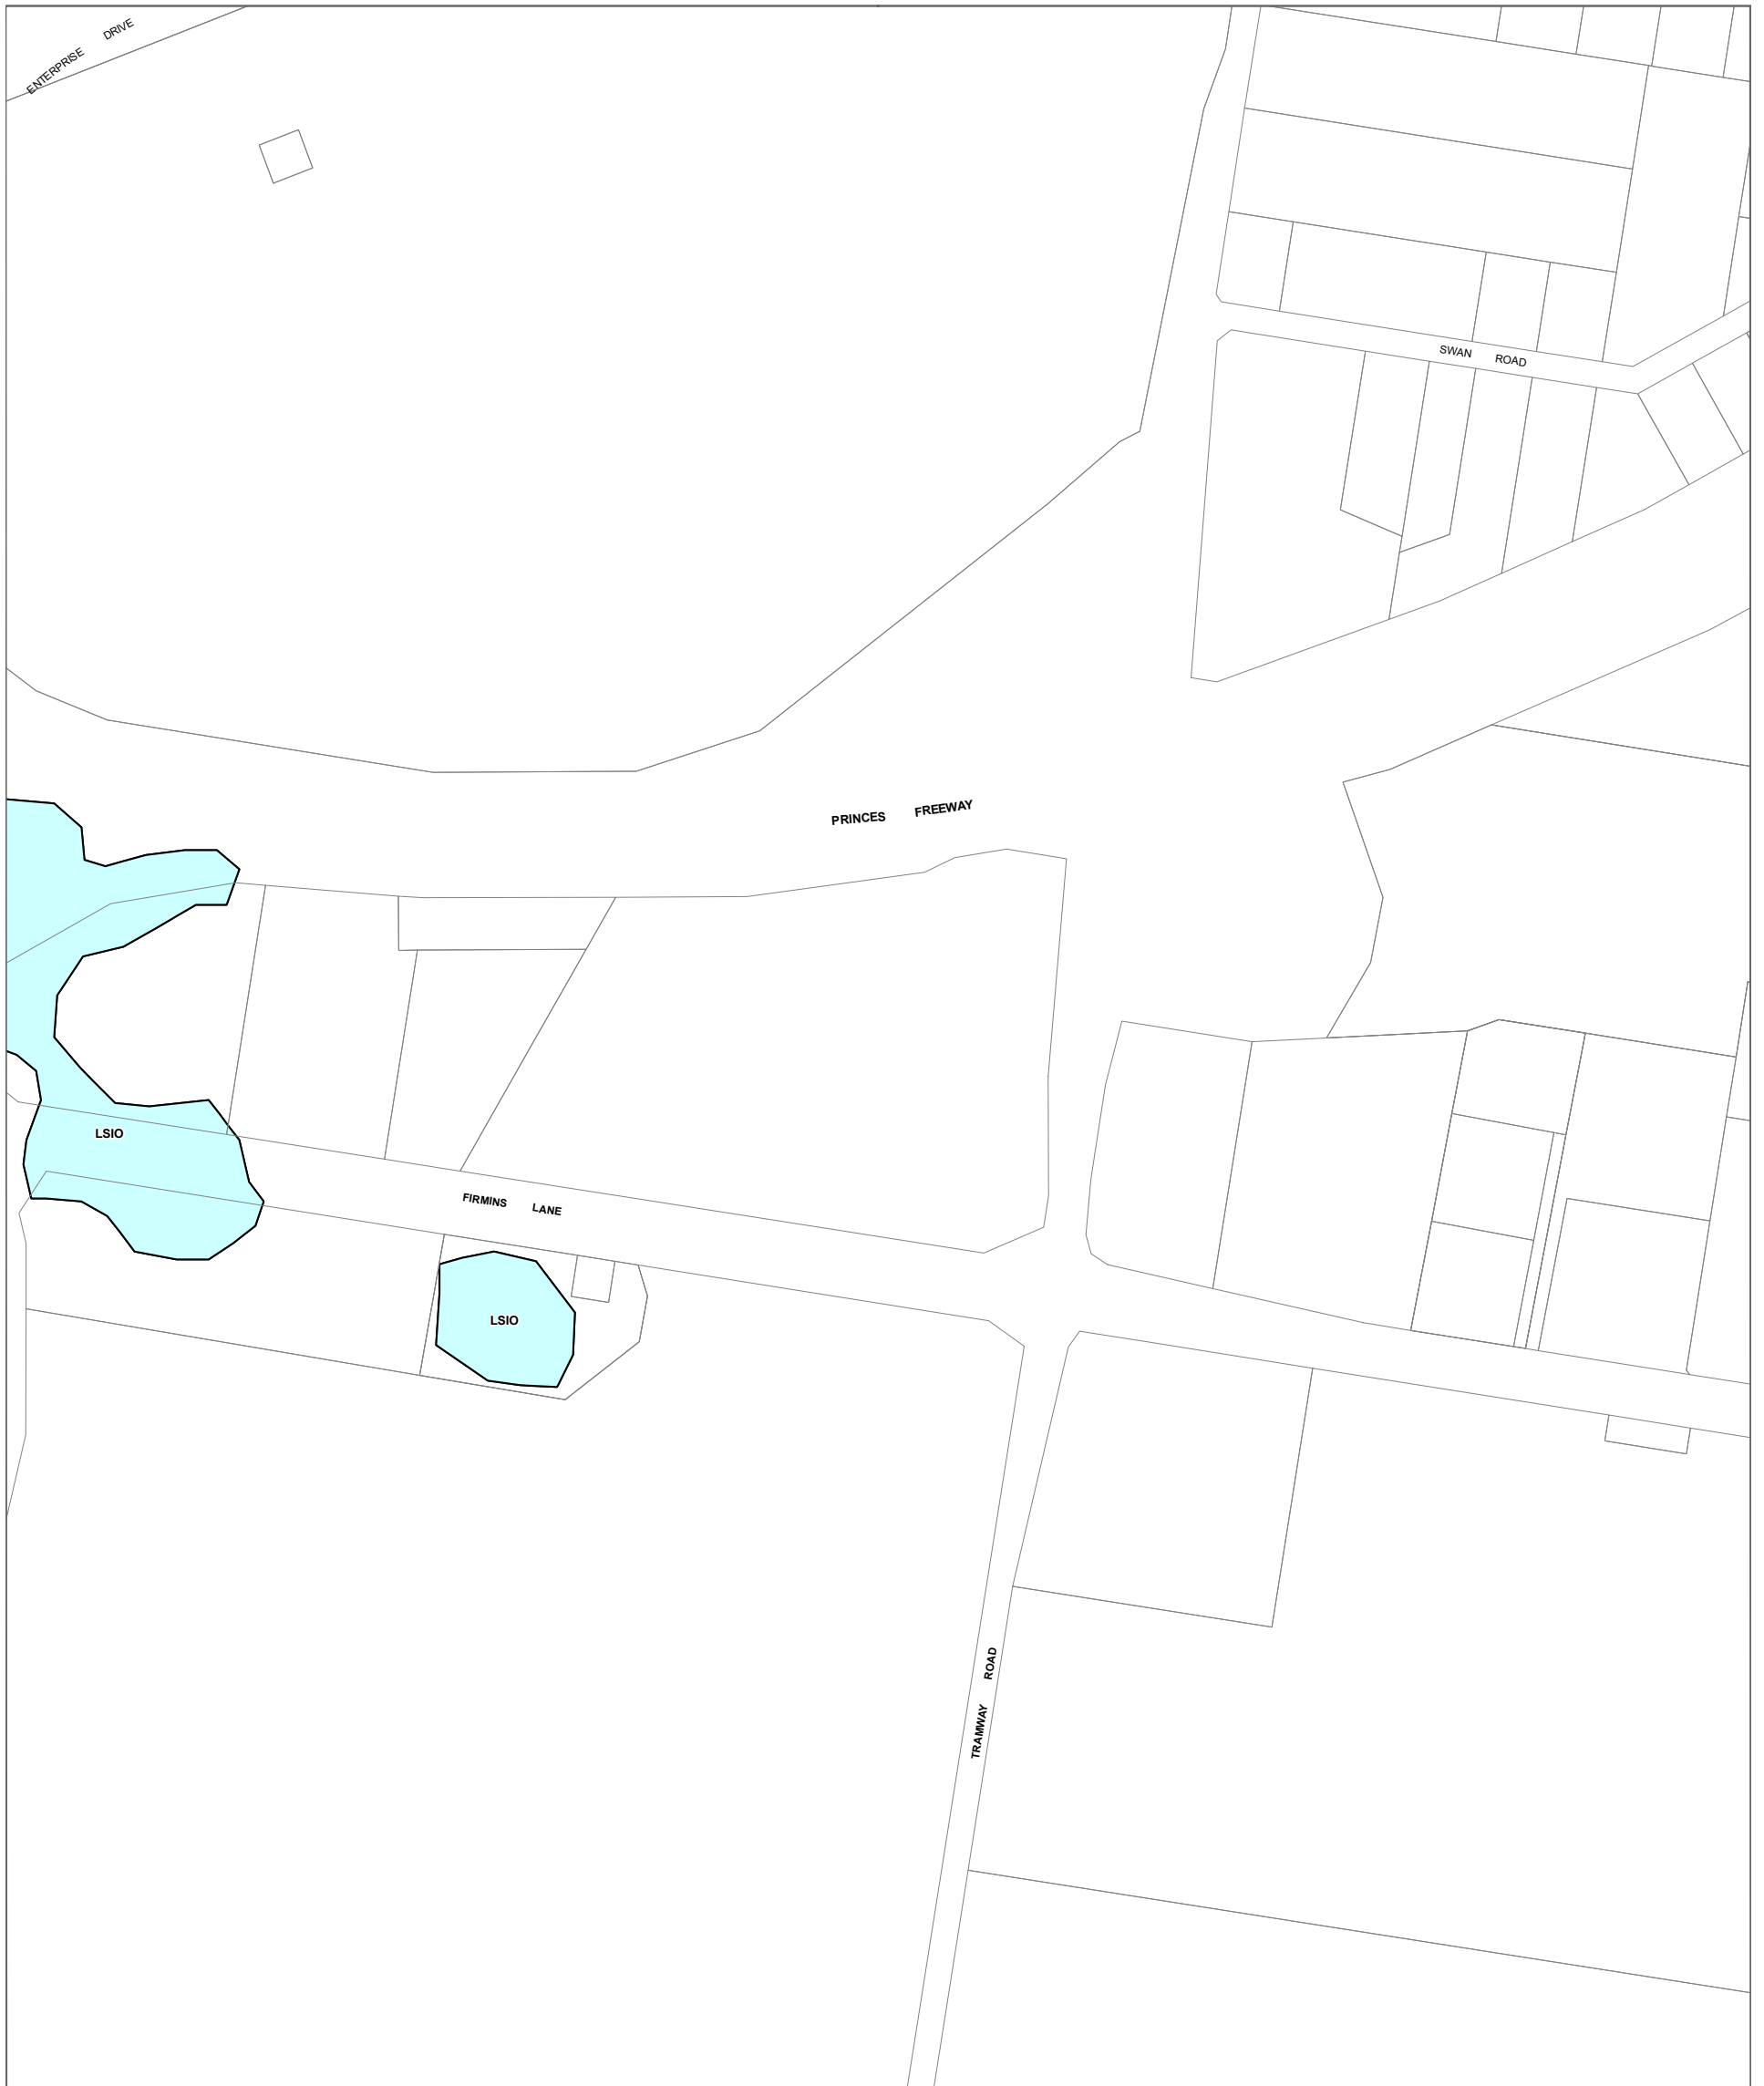 ENTERPRISE DRIVE
SWAN ROAD
PRINCES FREEWAY
LSIO
FIRMINS LANE
LSIO
TRAMWAY ROAD